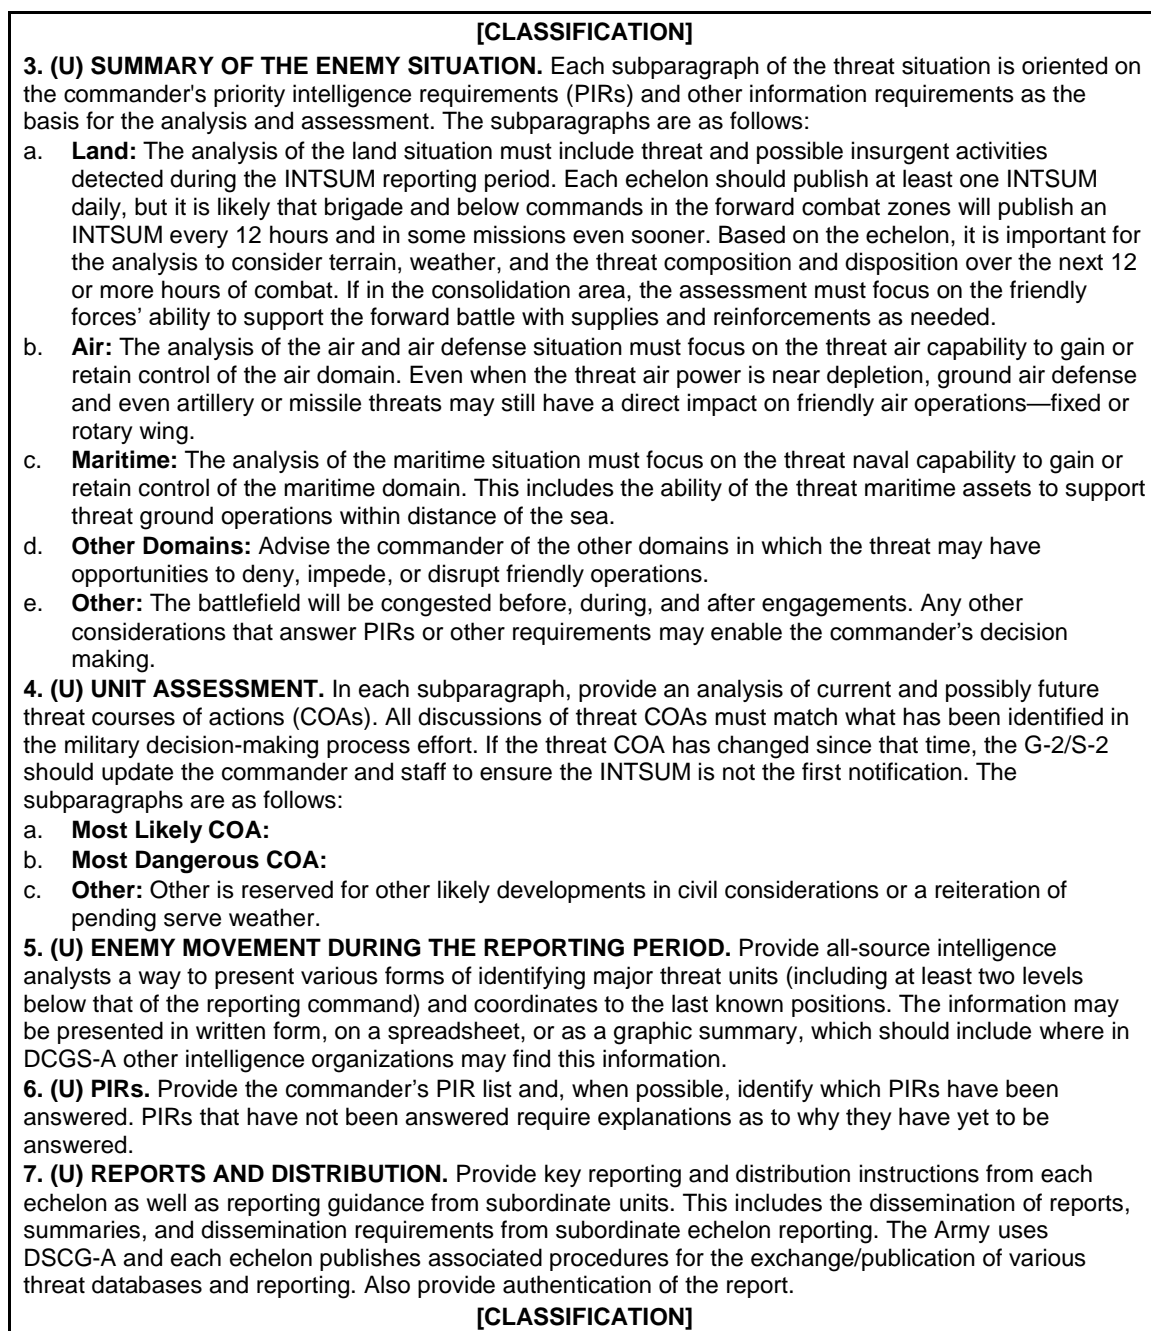 [CLASSIFICATION]
3. (U) SUMMARY OF THE ENEMY SITUATION. Each subparagraph of the threat situation is oriented on
the commander's priority intelligence requirements (PIRs) and other information requirements as the
basis for the analysis and assessment. The subparagraphs are as follows:
a. Land: The analysis of the land situation must include threat and possible insurgent activities
detected during the INTSUM reporting period. Each echelon should publish at least one INTSUM
daily, but it is likely that brigade and below commands in the forward combat zones will publish an
INTSUM every 12 hours and in some missions even sooner. Based on the echelon, it is important for
the analysis to consider terrain, weather, and the threat composition and disposition over the next 12
or more hours of combat. If in the consolidation area, the assessment must focus on the friendly
forces’ ability to support the forward battle with supplies and reinforcements as needed.
b. Air: The analysis of the air and air defense situation must focus on the threat air capability to gain or
retain control of the air domain. Even when the threat air power is near depletion, ground air defense
and even artillery or missile threats may still have a direct impact on friendly air operations—fixed or
rotary wing.
c. Maritime: The analysis of the maritime situation must focus on the threat naval capability to gain or
retain control of the maritime domain. This includes the ability of the threat maritime assets to support
threat ground operations within distance of the sea.
d. Other Domains: Advise the commander of the other domains in which the threat may have
opportunities to deny, impede, or disrupt friendly operations.
e. Other: The battlefield will be congested before, during, and after engagements. Any other
considerations that answer PIRs or other requirements may enable the commander’s decision
making.
4. (U) UNIT ASSESSMENT. In each subparagraph, provide an analysis of current and possibly future
threat courses of actions (COAs). All discussions of threat COAs must match what has been identified in
the military decision-making process effort. If the threat COA has changed since that time, the G-2/S-2
should update the commander and staff to ensure the INTSUM is not the first notification. The
subparagraphs are as follows:
a. Most Likely COA:
b. Most Dangerous COA:
c. Other: Other is reserved for other likely developments in civil considerations or a reiteration of
pending serve weather.
5. (U) ENEMY MOVEMENT DURING THE REPORTING PERIOD. Provide all-source intelligence
analysts a way to present various forms of identifying major threat units (including at least two levels
below that of the reporting command) and coordinates to the last known positions. The information may
be presented in written form, on a spreadsheet, or as a graphic summary, which should include where in
DCGS-A other intelligence organizations may find this information.
6. (U) PIRs. Provide the commander’s PIR list and, when possible, identify which PIRs have been
answered. PIRs that have not been answered require explanations as to why they have yet to be
answered.
7. (U) REPORTS AND DISTRIBUTION. Provide key reporting and distribution instructions from each
echelon as well as reporting guidance from subordinate units. This includes the dissemination of reports,
summaries, and dissemination requirements from subordinate echelon reporting. The Army uses
DSCG-A and each echelon publishes associated procedures for the exchange/publication of various
threat databases and reporting. Also provide authentication of the report.
[CLASSIFICATION]